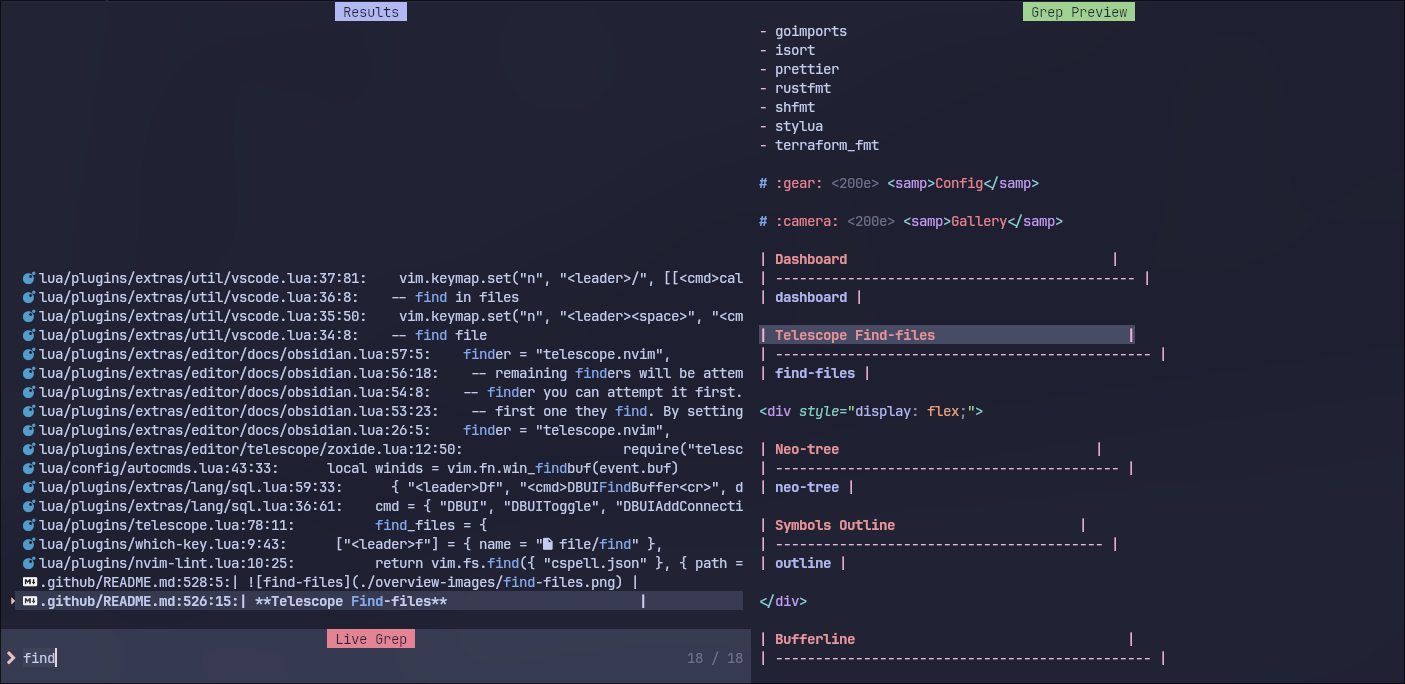 Results
lua/plugins/extras/util/vscode.lua:37:81:    vim.keymap.set("n", "<leader>/", [[<cmd>cal
lua/plugins/extras/util/vscode.lua:36:8:    -- find in files
lua/plugins/extras/util/vscode.lua:35:50:    vim.keymap.set("n", "<leader><space>", "<cm
lua/plugins/extras/util/vscode.lua:34:8:    -- find file
lua/plugins/extras/editor/docs/obsidian.lua:57:5:    finder = "telescope.nvim",
lua/plugins/extras/editor/docs/obsidian.lua:56:18:    -- remaining finders will be attem
lua/plugins/extras/editor/docs/obsidian.lua:54:8:    -- finder you can attempt it first.
lua/plugins/extras/editor/docs/obsidian.lua:53:23:    -- first one they find. By setting
lua/plugins/extras/editor/docs/obsidian.lua:26:5:    finder = "telescope.nvim",
lua/plugins/extras/editor/telescope/zoxide.lua:12:50:                    require("telesc
lua/config/autocmds.lua:43:33:      local winids = vim.fn.win_findbuf(event.buf)
lua/plugins/extras/lang/sql.lua:59:33:      { "<leader>Df", "<cmd>DBUIFindBuffer<cr>", d
lua/plugins/extras/lang/sql.lua:36:61:    cmd = { "DBUI", "DBUIToggle", "DBUIAddConnecti
lua/plugins/telescope.lua:78:11:          find_files = {
lua/plugins/which-key.lua:9:43:      ["<leader>f"] = { name = " file/find" },
lua/plugins/nvim-lint.lua:10:25:          return vim.fs.find({ "cspell.json" }, { path =
.github/README.md:528:5:| ![find-files](./overview-images/find-files.png) |
.github/README.md:526:15:| **Telescope Find-files**                        |
Live Grep
find
18 / 18
Grep Preview
- goimports
- isort
- prettier
- rustfmt
- shfmt
- stylua
- terraform_fmt
# :gear: <200e> <samp>Config</samp>
# :camera: <200e> <samp>Gallery</samp>
| Dashboard                                 |
| --------------------------------------------- |
| dashboard |
| Telescope Find-files                        |
| ----------------------------------------------- |
| find-files |
<div style="display: flex;">
| Neo-tree                                |
| ------------------------------------------- |
| neo-tree |
| Symbols Outline                       |
| ----------------------------------------- |
| outline |
</div>
| Bufferline                                  |
| ----------------------------------------------- |